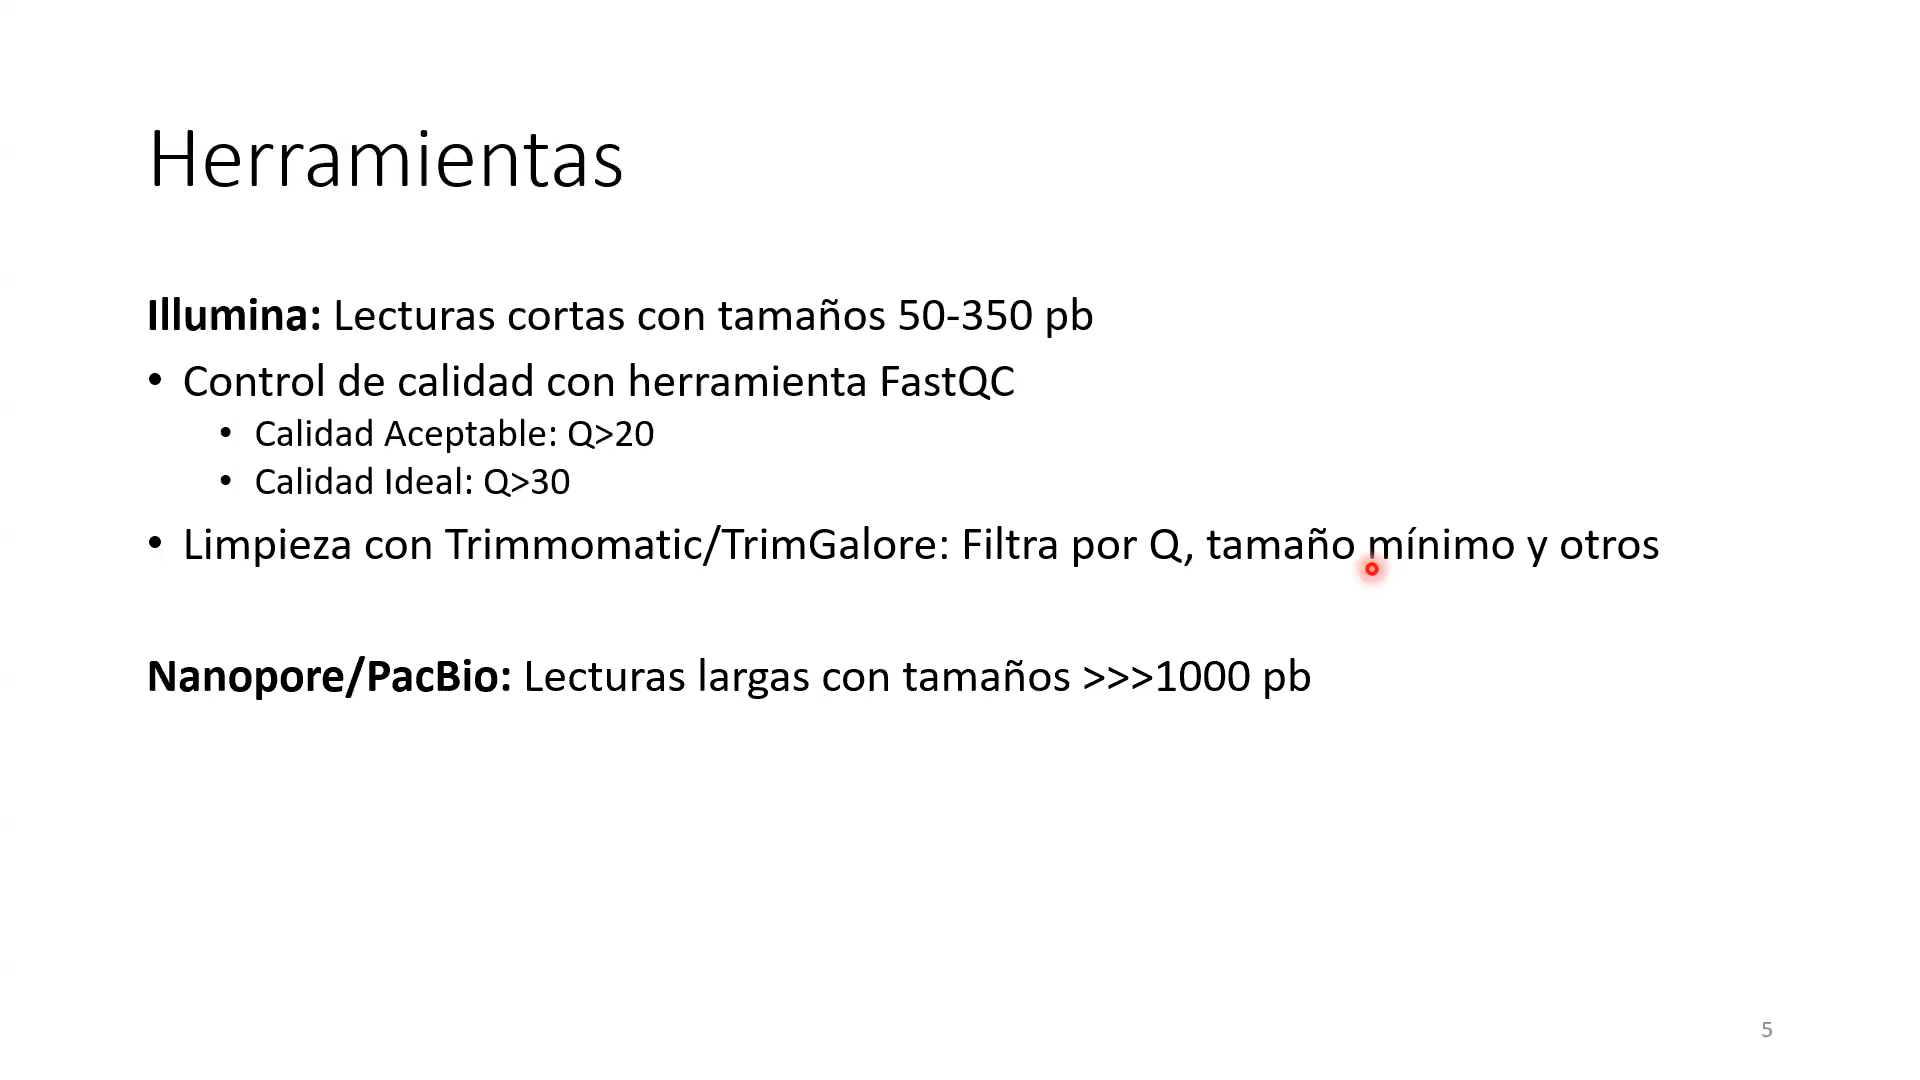 Herramientas
Illumina: Lecturas cortas con tamaños 50-350 pb
• Control de calidad con herramienta FastQC
• Calidad Aceptable: Q>20
• Calidad Ideal: Q>30
• Limpieza con Trimmomatic/TrimGalore: Filtra por Q, tamaño mínimo y otros
Nanopore/PacBio: Lecturas largas con tamaños >>>1000 pb
5